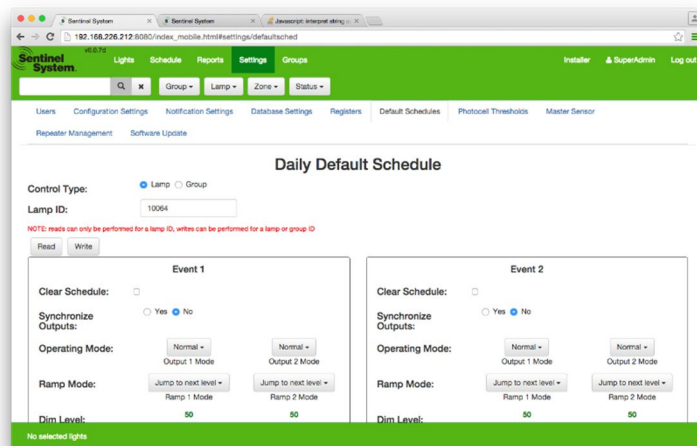 Sentinel System
Sentinel System
Javascript: interpret string
192.168.226.212:8080/index_mobile.html#settings/defaultsched
Sentinel System. v0.0.7d Lights Schedule Reports Settings Groups Installer SuperAdmin Log out
Group Lamp Zone Status
Users Configuration Settings Notification Settings Database Settings Registers Default Schedules Photocell Thresholds Master Sensor
Repeater Management Software Update
Daily Default Schedule
Control Type: Lamp Group
Lamp ID: 10064
NOTE: reads can only be performed for a lamp ID, writes can be performed for a lamp or group ID
Read Write
Event 1
Clear Schedule:
Synchronize Outputs: Yes No
Operating Mode: Normal Normal
Output 1 Mode Output 2 Mode
Ramp Mode: Jump to next level Jump to next level
Ramp 1 Mode Ramp 2 Mode
Dim Level: 50 50
Event 2
Clear Schedule:
Synchronize Outputs: Yes No
Operating Mode: Normal Normal
Output 1 Mode Output 2 Mode
Ramp Mode: Jump to next level Jump to next level
Ramp 1 Mode Ramp 2 Mode
Dim Level: 50 50
No selected lights